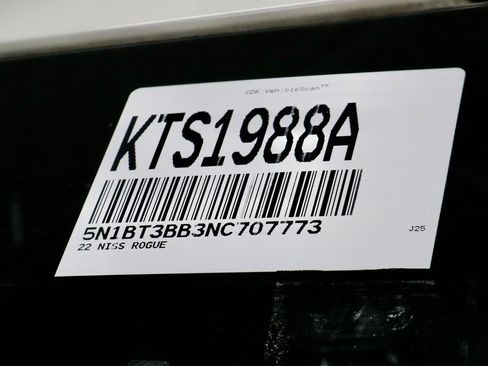 CDK VehicleScan™
KTS1988A
5N1BT3BB3NC707773
22 NISS ROGUE
J25